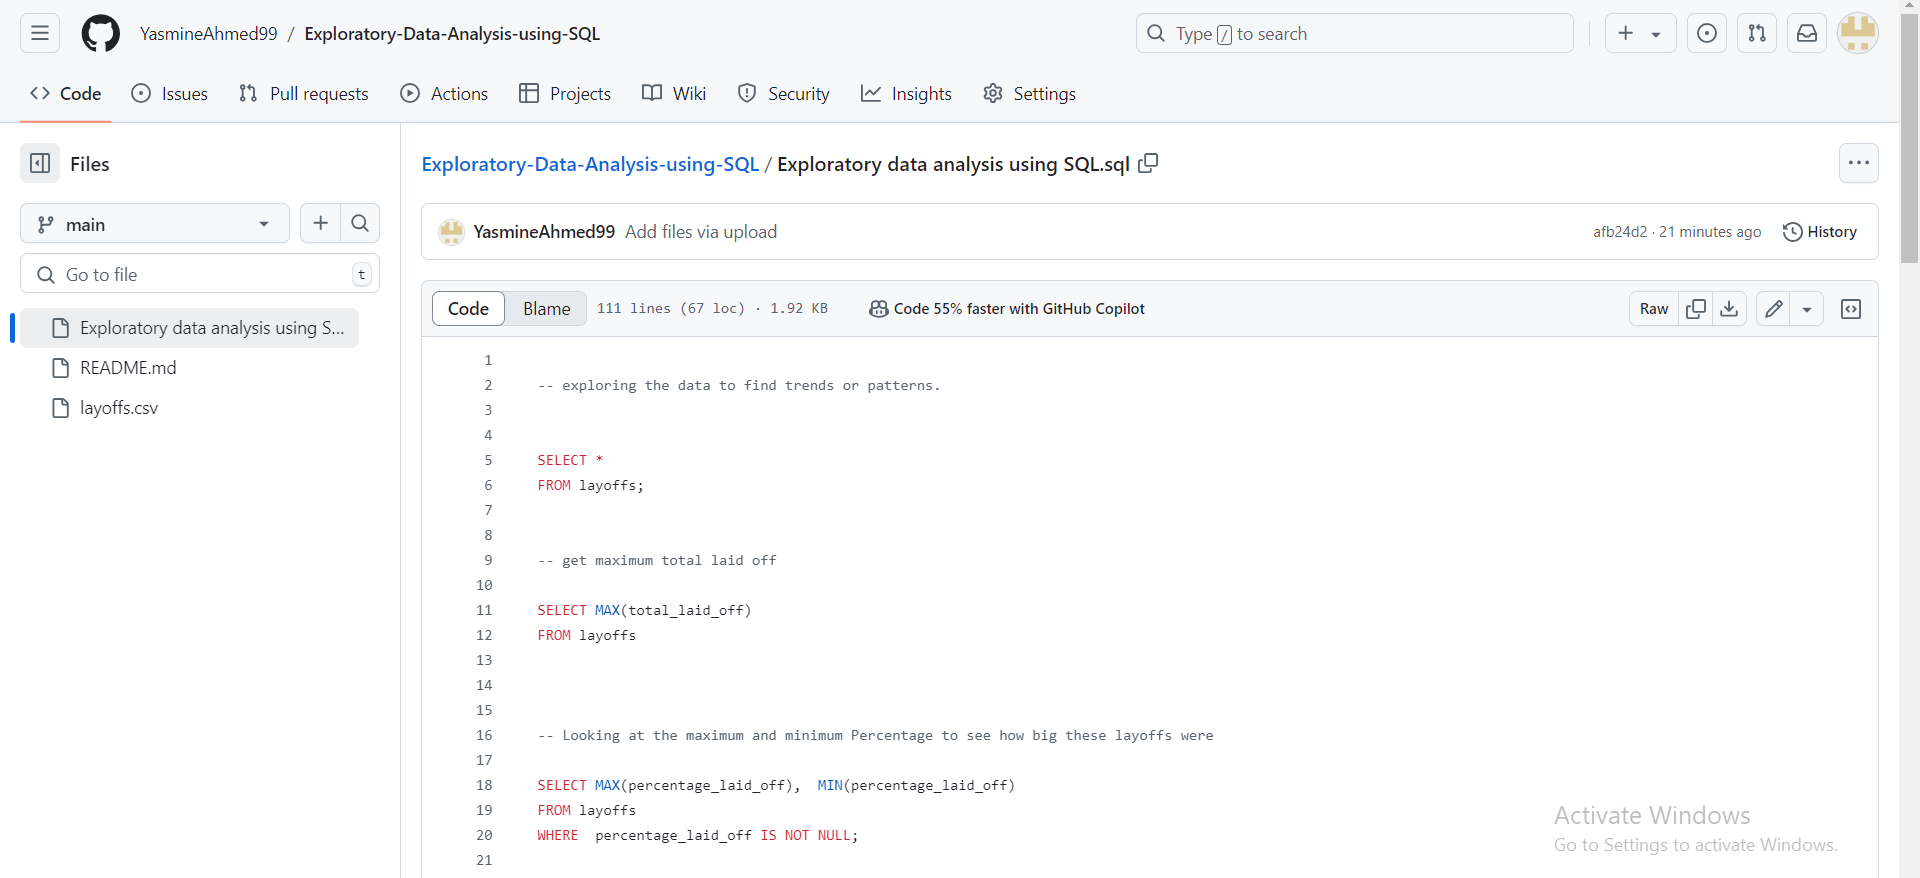 YasmineAhmed99 / Exploratory-Data-Analysis-using-SQL
Type / to search
Code Issues Pull requests Actions Projects Wiki Security Insights Settings
Files
main
Go to file t
Exploratory data analysis using S...
README.md
layoffs.csv
Exploratory-Data-Analysis-using-SQL / Exploratory data analysis using SQL.sql
YasmineAhmed99 Add files via upload
afb24d2 · 21 minutes ago History
Code Blame 111 lines (67 loc) · 1.92 KB Code 55% faster with GitHub Copilot Raw
1
2 -- exploring the data to find trends or patterns.
3
4
5 SELECT *
6 FROM layoffs;
7
8
9 -- get maximum total laid off
10
11 SELECT MAX(total_laid_off)
12 FROM layoffs
13
14
15
16 -- Looking at the maximum and minimum Percentage to see how big these layoffs were
17
18 SELECT MAX(percentage_laid_off),  MIN(percentage_laid_off)
19 FROM layoffs
20 WHERE  percentage_laid_off IS NOT NULL;
21
Activate Windows
Go to Settings to activate Windows.